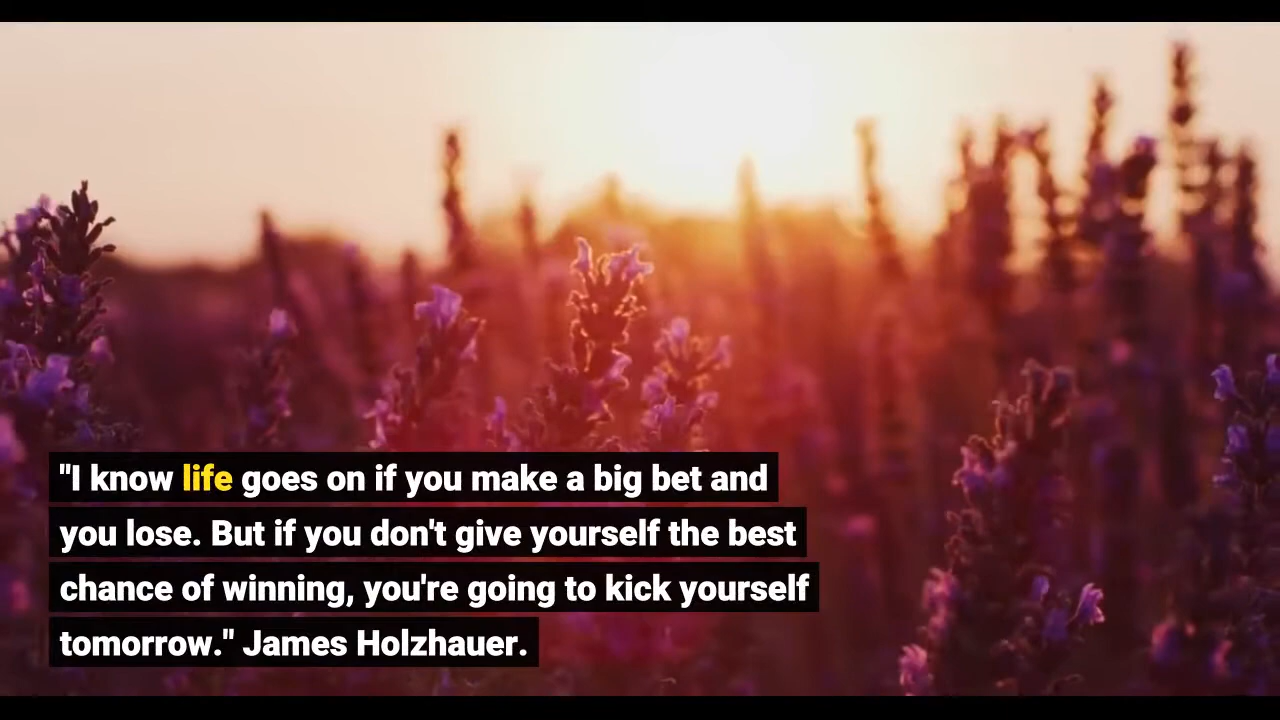 "I know life goes on if you make a big bet and
you lose. But if you don't give yourself the best
chance of winning, you're going to kick yourself
tomorrow." James Holzhauer.